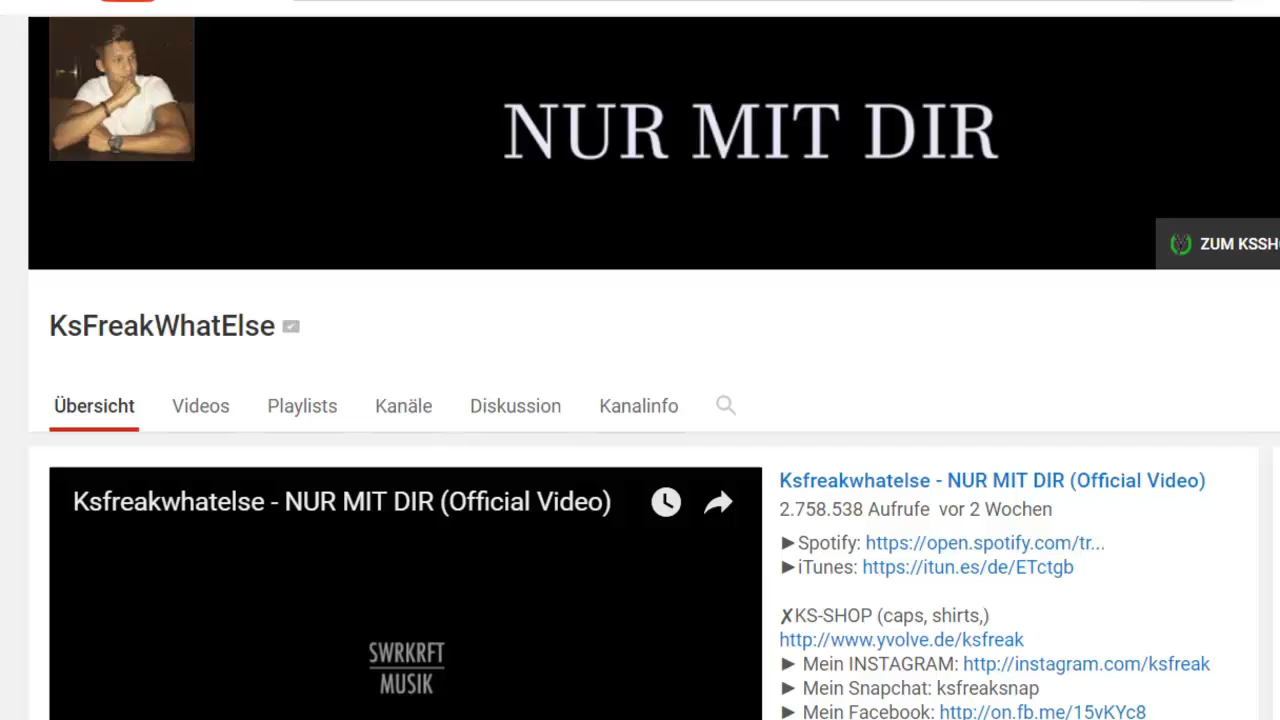 NUR MIT DIR
ZUM KSSH
KsFreakWhatElse
Übersicht Videos Playlists Kanäle Diskussion Kanalinfo
Ksfreakwhatelse - NUR MIT DIR (Official Video)
SWRKRFT
MUSIK
Ksfreakwhatelse - NUR MIT DIR (Official Video)
2.758.538 Aufrufe vor 2 Wochen
►Spotify: https://open.spotify.com/tr...
►iTunes: https://itun.es/de/ETctgb
✗KS-SHOP (caps, shirts,)
http://www.yvolve.de/ksfreak
► Mein INSTAGRAM: http://instagram.com/ksfreak
► Mein Snapchat: ksfreaksnap
► Mein Facebook: http://on.fb.me/15vKYc8